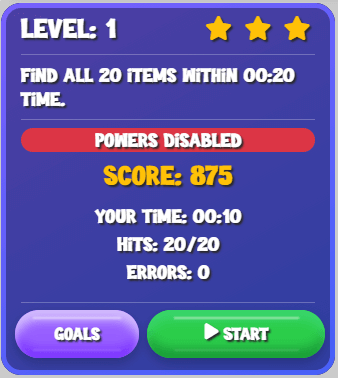 LEVEL: 1
FIND ALL 20 ITEMS WITHIN 00:20
TIME.
POWERS DISABLED
SCORE: 875
YOUR TIME: 00:10
HITS: 20/20
ERRORS: 0
GOALS
START